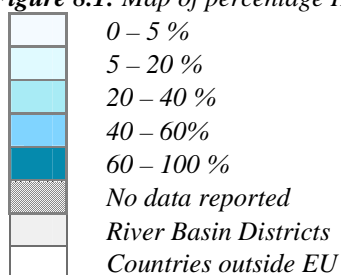 Figure 8.1: Map of percentage
0 – 5 %
5 – 20 %
20 – 40 %
40 – 60%
60 – 100 %
No data reported
River Basin Districts
Countries outside EU